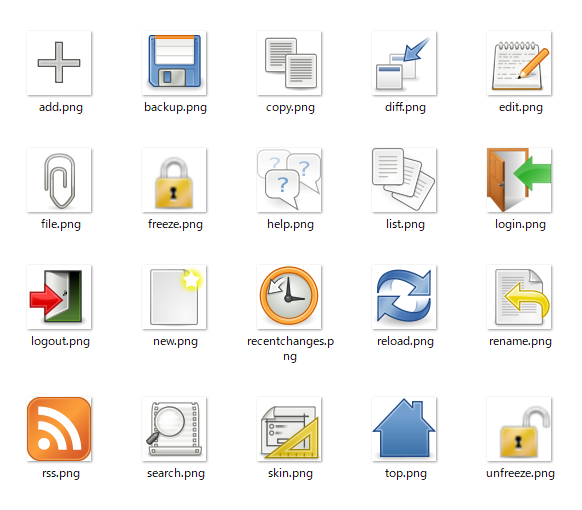 add.png
backup.png
copy.png
diff.png
edit.png
file.png
freeze.png
? ? ?
help.png
list.png
login.png
logout.png
new.png
recentchanges.p
ng
reload.png
rename.png
rss.png
search.png
skin.png
top.png
unfreeze.png